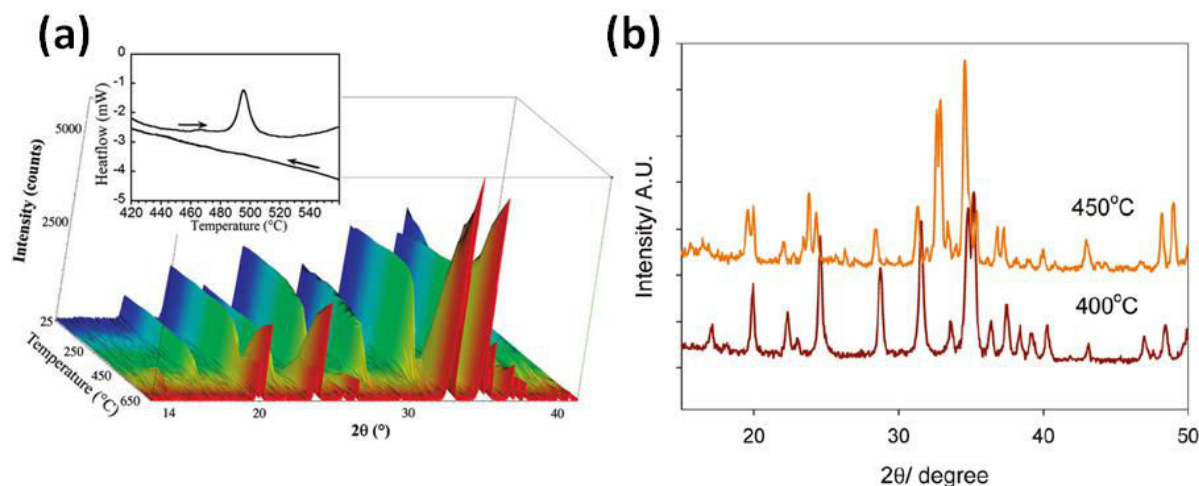 (a)
0
-1
-2
-3
-4
-5
Heatflow (mW)
420 440 460 480 500 520 540
Temperature (°C)
5000
2500
25
Intensity (counts)
250
450
650
Temperature (°C)
14 20 30 40
2θ (°)
(b)
Intensity/ A.U.
450°C
400°C
20 30 40 50
2θ/ degree